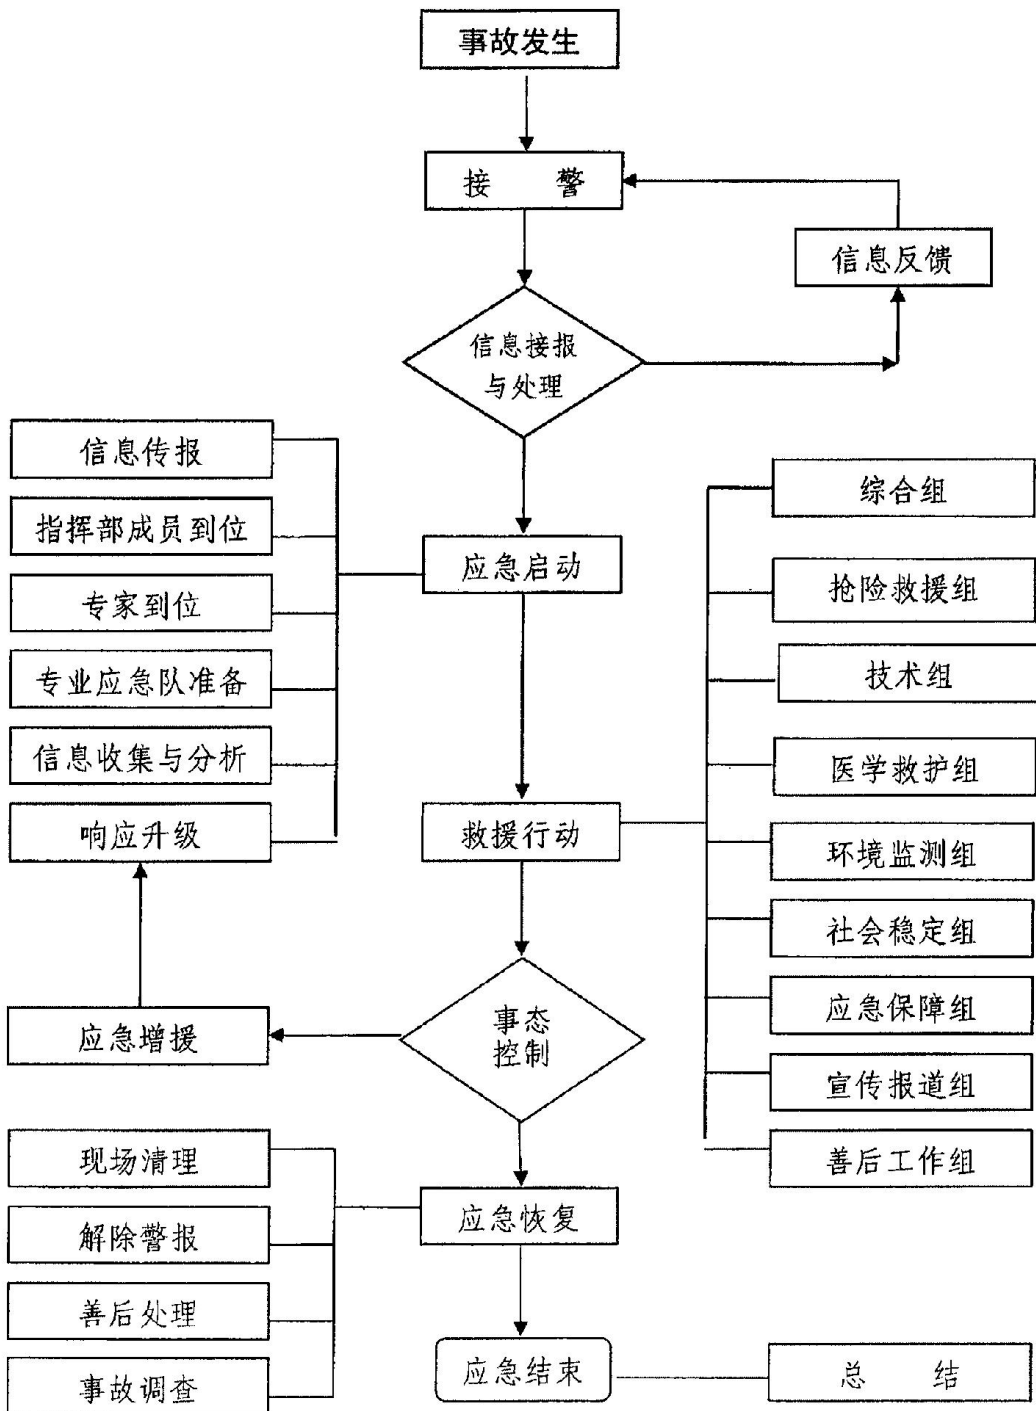 事故发生
接 警
信息反馈
信息接报
与处理
信息传报
指挥部成员到位
专家到位
专业应急队准备
信息收集与分析
响应升级
应急启动
综合组
抢险救援组
技术组
医学救护组
救援行动
环境监测组
社会稳定组
应急保障组
宣传报道组
善后工作组
事态
控制
应急增援
现场清理
解除警报
善后处理
事故调查
应急恢复
应急结束
总 结